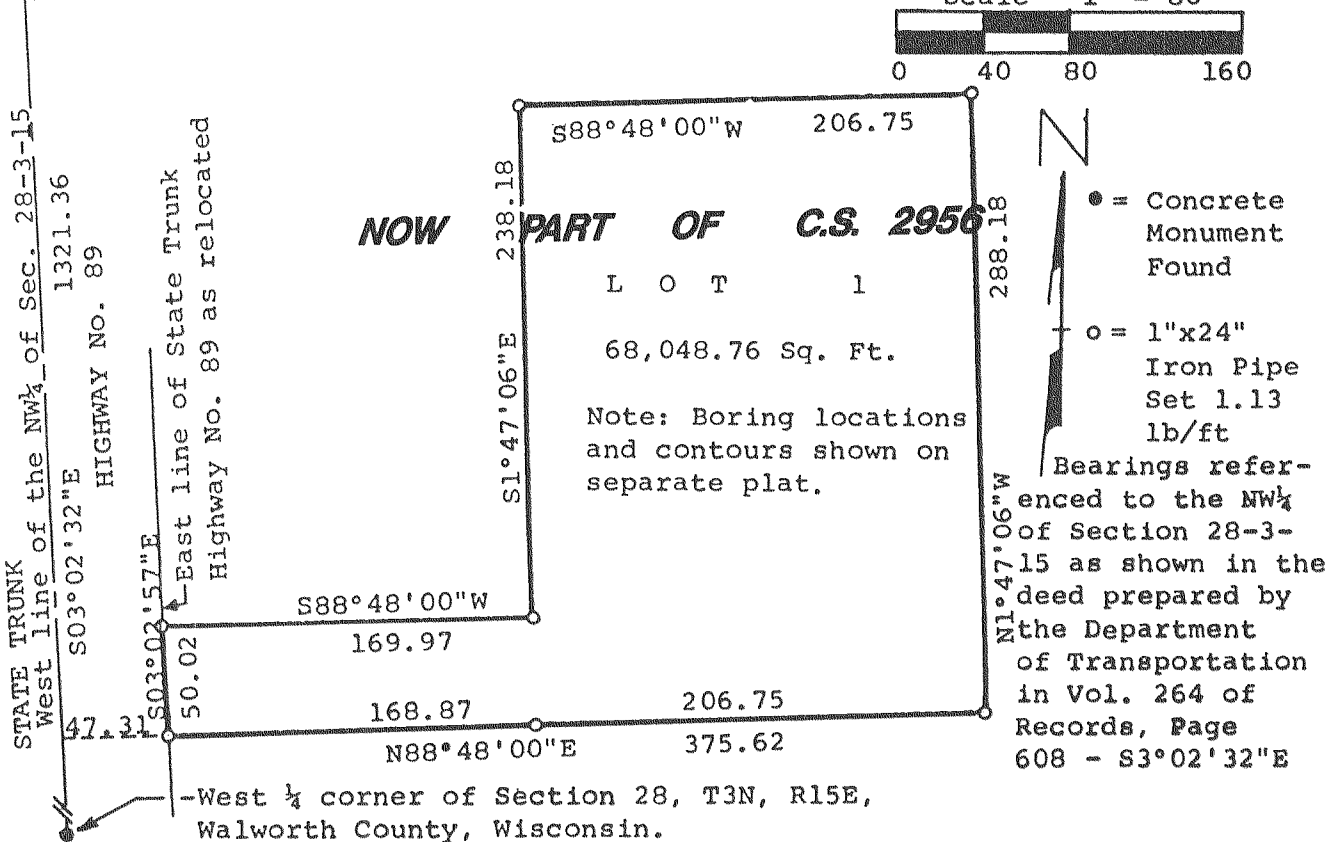 Scale 1" = 80'
0 40 80 160
S88°48'00"W 206.75
238.18
S1°47'06"E
NOW PART OF C.S. 2956
LOT 1
68,048.76 Sq. Ft.
Note: Boring locations
and contours shown on
separate plat.
288.18
N1°47'06"W
N
● = Concrete
Monument
Found
o = 1"x24"
Iron Pipe
Set 1.13
lb/ft
Bearings refer-
enced to the NW¼
of Section 28-3-
15 as shown in the
deed prepared by
the Department
of Transportation
in Vol. 264 of
Records, Page
608 - S3°02'32"E
STATE TRUNK
West line of the NW¼ of Sec. 28-3-15
S03°02'32"E 1321.36
HIGHWAY No. 89
S03°02'57"E
East line of State Trunk
Highway No. 89 as relocated
50.02
S88°48'00"W
169.97
47.31
168.87 206.75
N88°48'00"E 375.62
West ¼ corner of Section 28, T3N, R15E,
Walworth County, Wisconsin.